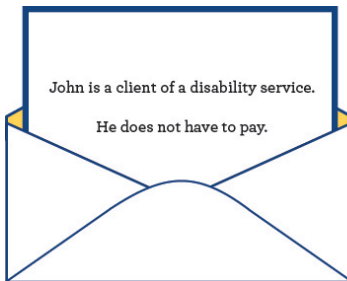 John is a client of a disability service.
He does not have to pay.